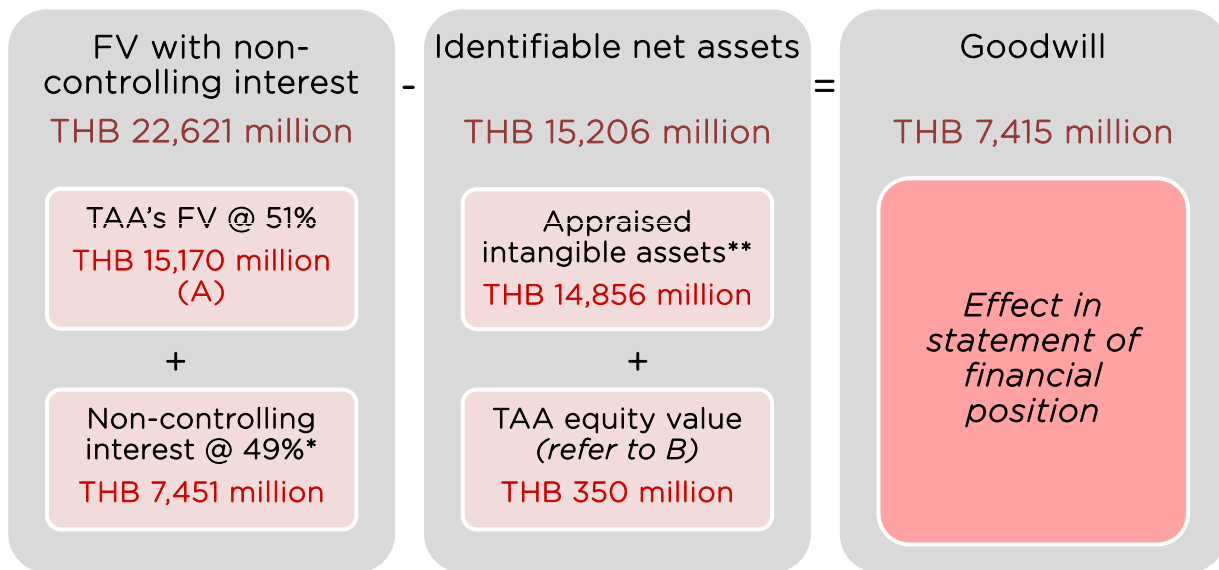 FV with non-
controlling interest
THB 22,621 million
TAA's FV @ 51%
THB 15,170 million
(A)
+
Non-controlling
interest @ 49%*
THB 7,451 million
-
Identifiable net assets
THB 15,206 million
Appraised
intangible assets**
THB 14,856 million
+
TAA equity value
(refer to B)
THB 350 million
=
Goodwill
THB 7,415 million
Effect in
statement of
financial
position